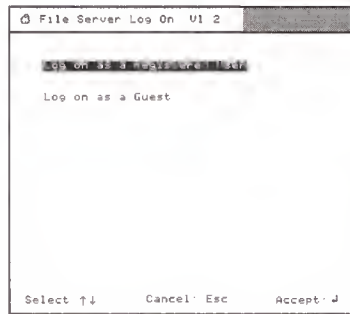 File Server Log On V1 2
Log on as a Registered User
Log on as a Guest
Select ↑↓ Cancel: Esc Accept: ↲